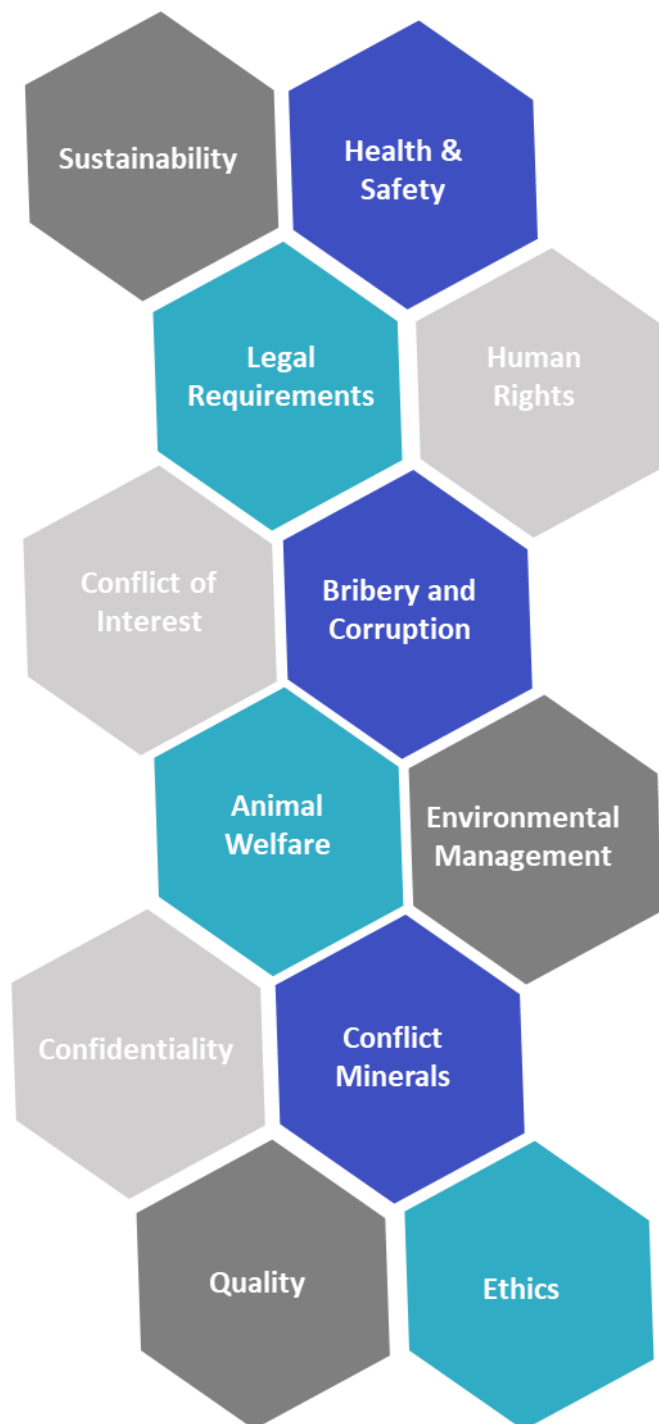 Sustainability
Health &
Safety
Legal
Requirements
Human
Rights
Conflict of
Interest
Bribery and
Corruption
Animal
Welfare
Environmental
Management
Confidentiality
Conflict
Minerals
Quality
Ethics